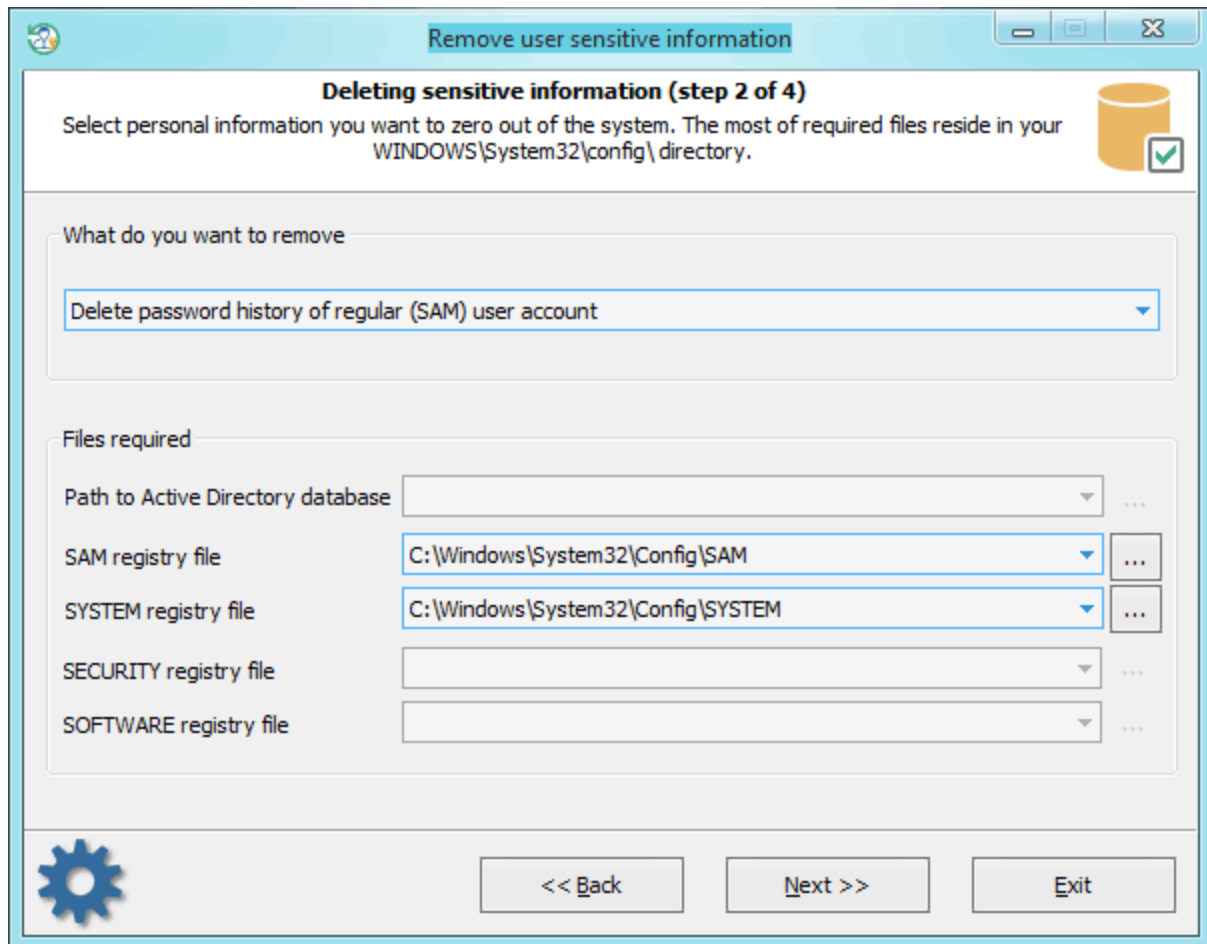 Remove user sensitive information
Deleting sensitive information (step 2 of 4)
Select personal information you want to zero out of the system. The most of required files reside in your
WINDOWS\System32\config\ directory.
What do you want to remove
Delete password history of regular (SAM) user account
Files required
Path to Active Directory database
...
SAM registry file
C:\Windows\System32\Config\SAM
...
SYSTEM registry file
C:\Windows\System32\Config\SYSTEM
...
SECURITY registry file
...
SOFTWARE registry file
...
<< Back
Next >>
Exit